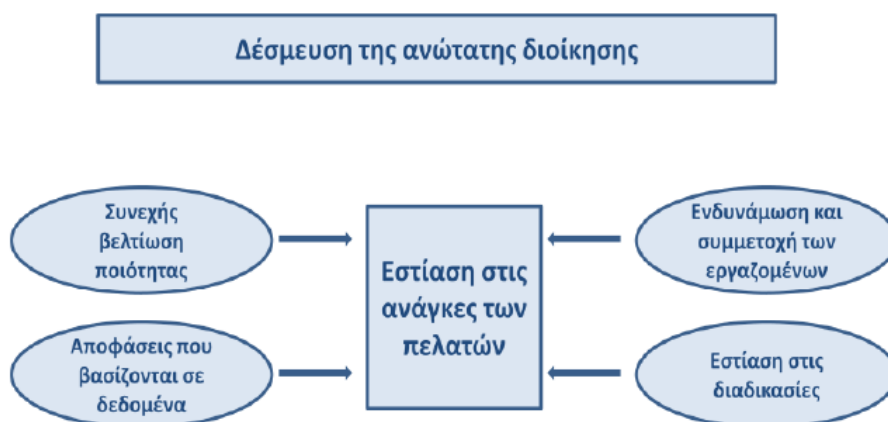 Δέσμευση της ανώτατης διοίκησης
Συνεχής
βελτίωση
ποιότητας
Ενδυνάμωση και
συμμετοχή των
εργαζομένων
Εστίαση στις
ανάγκες των
πελατών
Αποφάσεις που
βασίζονται σε
δεδομένα
Εστίαση στις
διαδικασίες